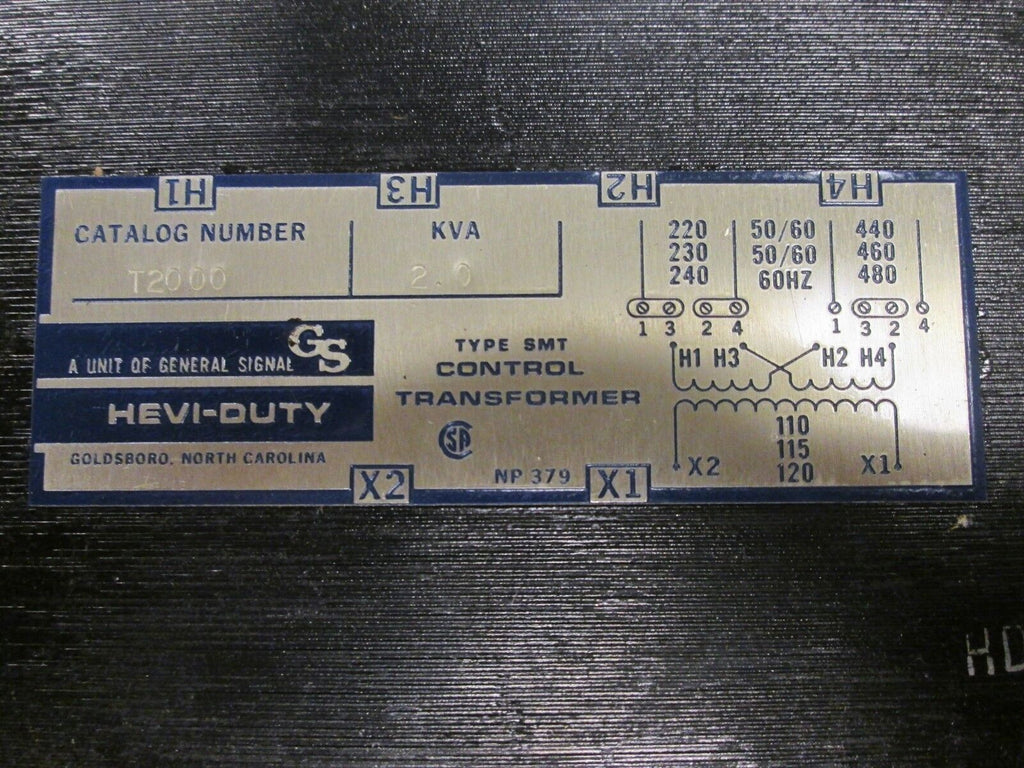 H1 H3 H2 H4
CATALOG NUMBER KVA
T2000 2 0
220 50/60 440
230 50/60 460
240 60HZ 480
1 3 2 4 1 3 2 4
GS
A UNIT OF GENERAL SIGNAL
HEVI-DUTY
GOLDSBORO, NORTH CAROLINA
TYPE SMT
CONTROL
TRANSFORMER
SA
NP 379
H1 H3 H2 H4
110
115
X2 120 X1
X2 X1
HD